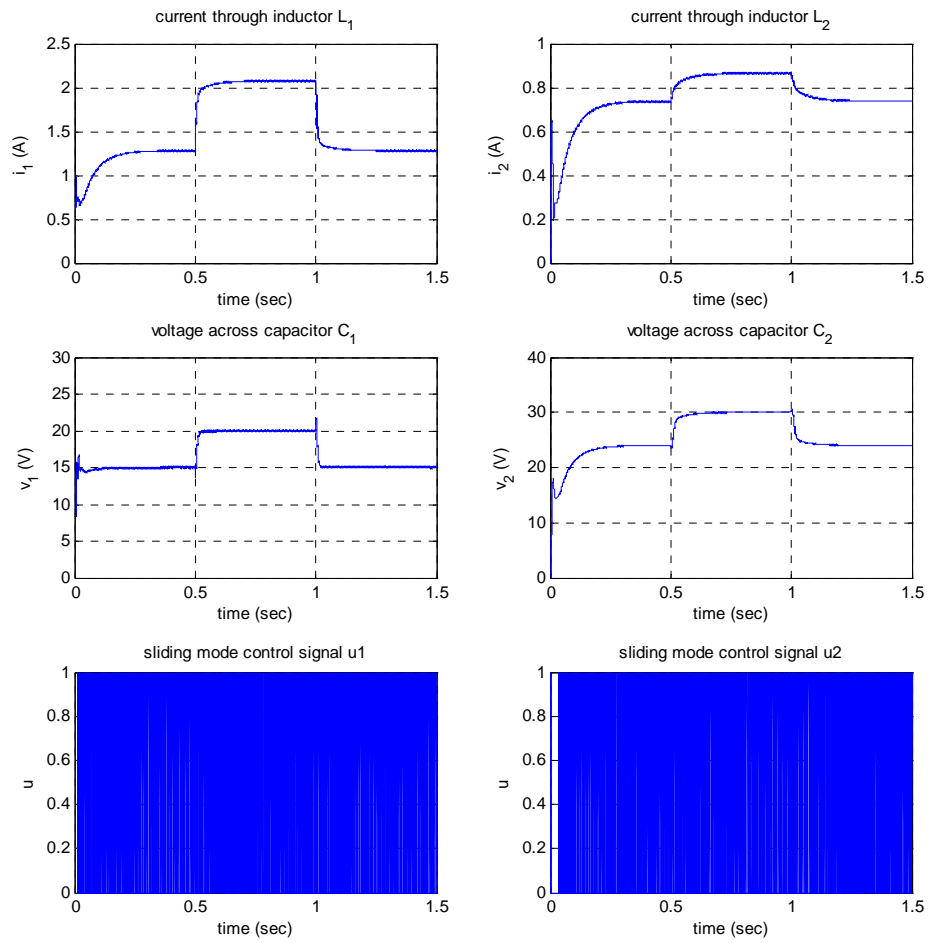 current through inductor L1
2.5
2
1.5
1
0.5
0
i1 (A)
0 0.5 1 1.5
time (sec)
current through inductor L2
1
0.8
0.6
0.4
0.2
0
i2 (A)
0 0.5 1 1.5
time (sec)
voltage across capacitor C1
30
25
20
15
10
5
0
v1 (V)
0 0.5 1 1.5
time (sec)
voltage across capacitor C2
40
30
20
10
0
v2 (V)
0 0.5 1 1.5
time (sec)
sliding mode control signal u1
1
0.8
0.6
0.4
0.2
0
u
0 0.5 1 1.5
time (sec)
sliding mode control signal u2
1
0.8
0.6
0.4
0.2
0
u
0 0.5 1 1.5
time (sec)